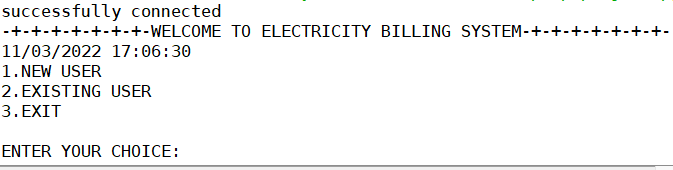 successfully connected
-+-+-+-+-+-+-WELCOME TO ELECTRICITY BILLING SYSTEM-+-+-+-+-+-+-
11/03/2022 17:06:30
1.NEW USER
2.EXISTING USER
3.EXIT
ENTER YOUR CHOICE: